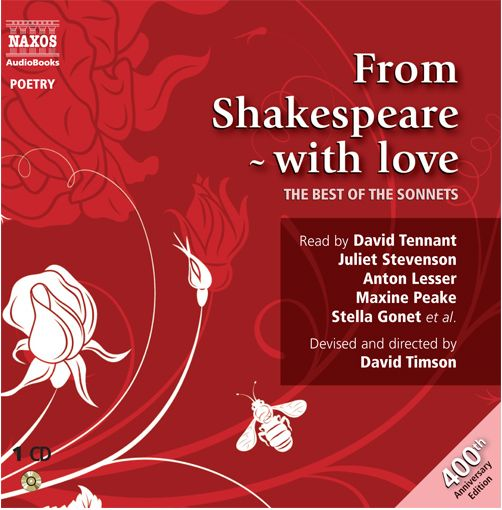 NAXOS
AudioBooks
POETRY
From
Shakespeare
~ with love
THE BEST OF THE SONNETS
Read by David Tennant
Juliet Stevenson
Anton Lesser
Maxine Peake
Stella Gonet et al.
Devised and directed by
David Timson
1 CD
400th
Anniversary
Edition